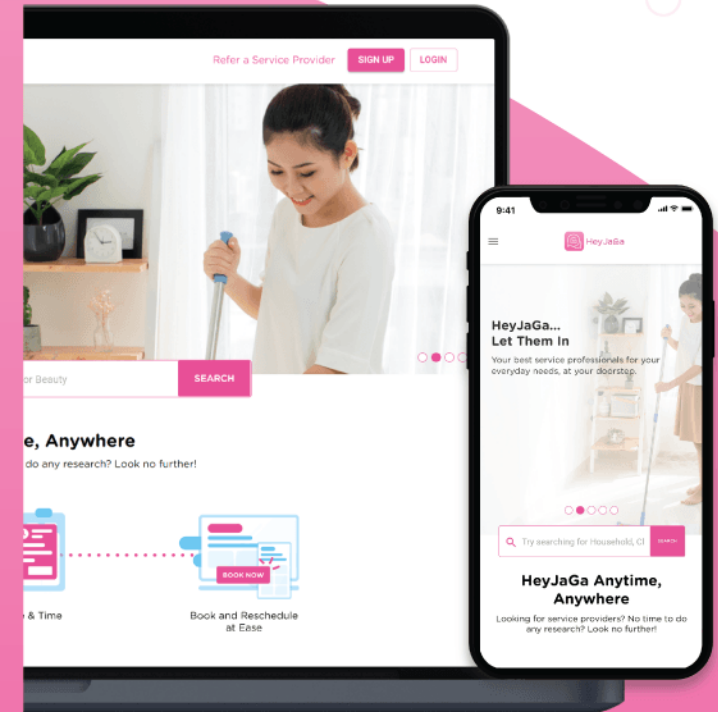 Refer a Service Provider
SIGN UP
LOGIN
or Beauty
SEARCH
e, Anywhere
do any research? Look no further!
BOOK NOW
& Time
Book and Reschedule
at Ease
9:41
HeyJaGa
HeyJaGa...
Let Them In
Your best service professionals for your
everyday needs, at your doorstep.
Try searching for Household, Cl
SEARCH
HeyJaGa Anytime,
Anywhere
Looking for service providers? No time to do
any research? Look no further!